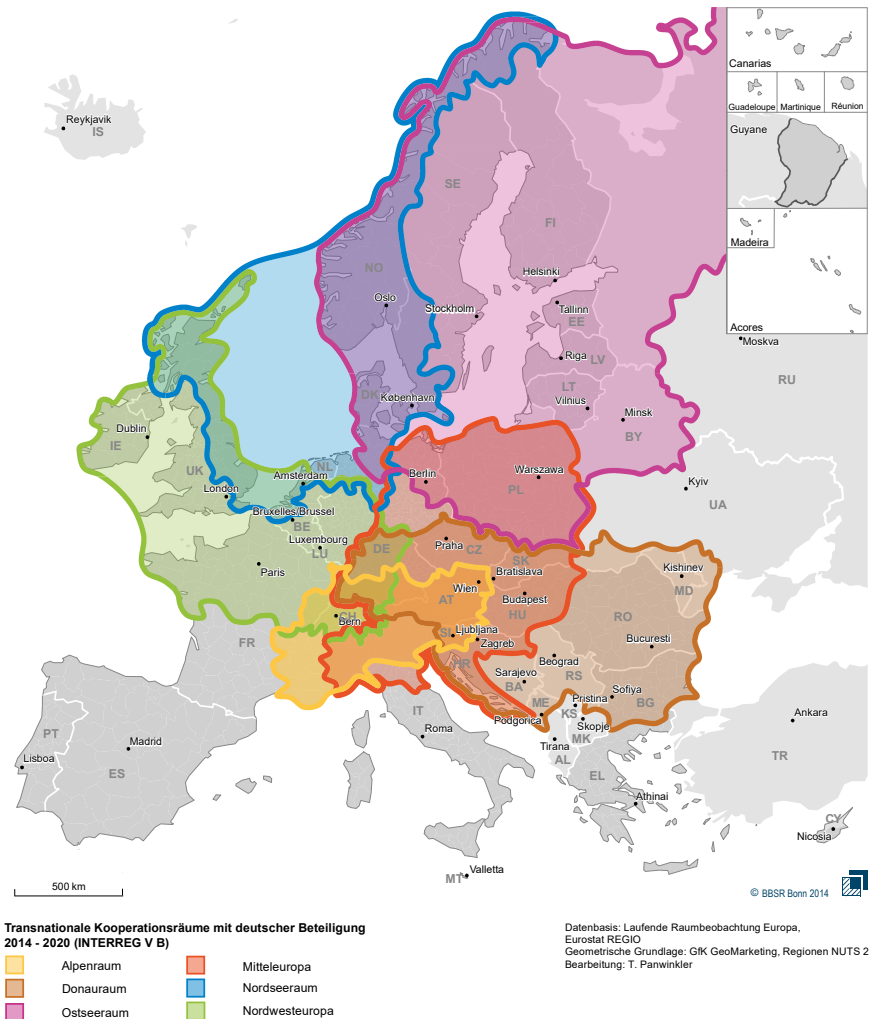 Canarias
Guadeloupe
Martinique
Réunion
Guyane
Madeira
Acores
Reykjavik
IS
SE
FI
NO
Helsinki
Oslo
Stockholm
Tallinn
EE
Moskva
Riga
LV
RU
DK
København
LT
Vilnius
Minsk
BY
Dublin
IE
UK
NL
Amsterdam
Berlin
Warszawa
PL
London
Kyiv
UA
Bruxelles/Brussel
BE
Luxembourg
LU
DE
Praha
CZ
SK
Paris
Bratislava
Kishinev
MD
Wien
AT
Budapest
HU
CH
Bern
RO
SI
Ljubljana
Zagreb
Bucuresti
FR
HR
Beograd
Sarajevo
BA
RS
Pristina
Sofiya
BG
ME
KS
IT
Podgorica
Skopje
MK
Roma
Tirana
AL
PT
Madrid
Lisboa
ES
EL
Ankara
TR
Athinai
CY
Nicosia
Valletta
MT
500 km
© BBSR Bonn 2014
Transnationale Kooperationsräume mit deutscher Beteiligung
2014 - 2020 (INTERREG V B)
Alpenraum
Donauraum
Ostseeraum
Mitteleuropa
Nordseeraum
Nordwesteuropa
Datenbasis: Laufende Raumbeobachtung Europa,
Eurostat REGIO
Geometrische Grundlage: GfK GeoMarketing, Regionen NUTS 2
Bearbeitung: T. Panwinkler